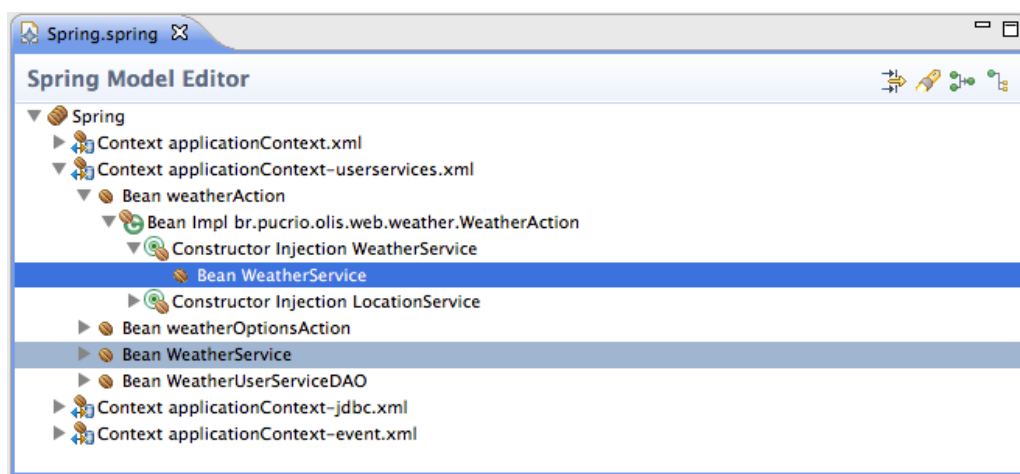 Spring.spring
Spring Model Editor
Spring
Context applicationContext.xml
Context applicationContext-userservices.xml
Bean weatherAction
Bean Impl br.pucrio.olis.web.weather.WeatherAction
Constructor Injection WeatherService
Bean WeatherService
Constructor Injection LocationService
Bean weatherOptionsAction
Bean WeatherService
Bean WeatherUserServiceDAO
Context applicationContext-jdbc.xml
Context applicationContext-event.xml